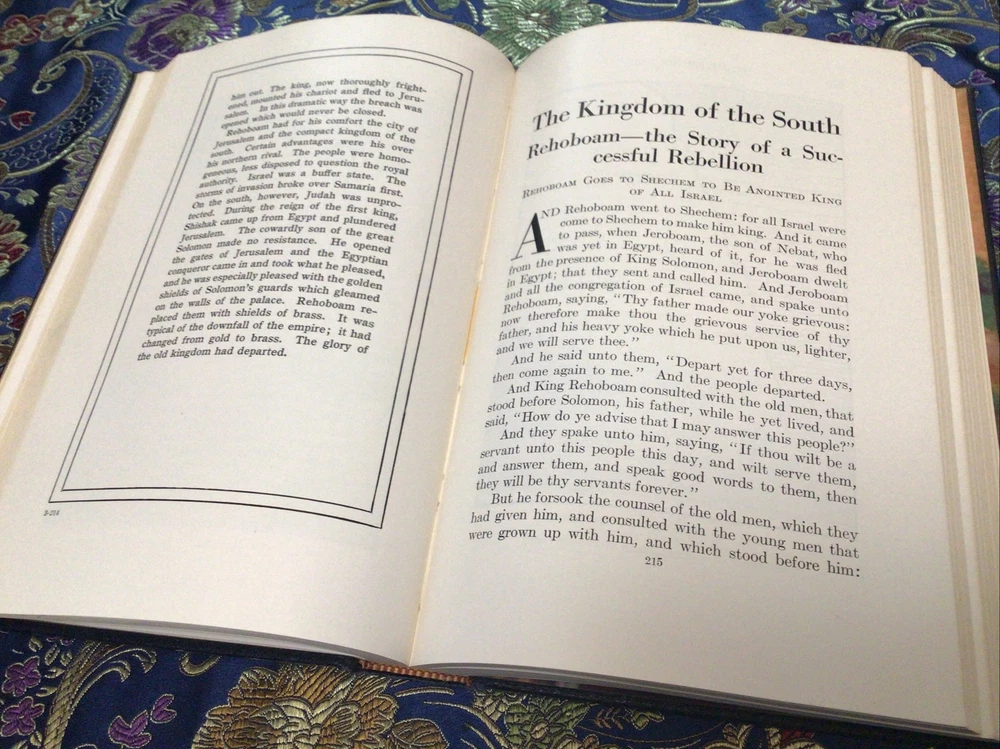 him out. The king, now thoroughly fright-
ened, mounted his chariot and fled to Jeru-
salem. In this dramatic way the breach was
opened which would never be closed.
Rehoboam had for his comfort the city of
Jerusalem and the compact kingdom of the
south. Certain advantages were his over
his northern rival. The people were homo-
geneous, less disposed to question the royal
authority. Israel was a buffer state. The
storms of invasion broke over Samaria first.
On the south, however, Judah was unpro-
tected. During the reign of the first king,
Shishak came up from Egypt and plundered
Jerusalem. The cowardly son of the great
Solomon made no resistance. He opened
the gates of Jerusalem and the Egyptian
conqueror came in and took what he pleased,
and he was especially pleased with the golden
shields of Solomon's guards which gleamed
on the walls of the palace. Rehoboam re-
placed them with shields of brass. It was
typical of the downfall of the empire; it had
changed from gold to brass. The glory of
the old kingdom had departed.
3-214
The Kingdom of the South
Rehoboam—the Story of a Suc-
cessful Rebellion
Rehoboam Goes to Shechem to Be Anointed King
of All Israel
And Rehoboam went to Shechem: for all Israel were
come to Shechem to make him king. And it came
to pass, when Jeroboam, the son of Nebat, who
was yet in Egypt, heard of it, for he was fled
from the presence of King Solomon, and Jeroboam dwelt
in Egypt; that they sent and called him. And Jeroboam
and all the congregation of Israel came, and spake unto
Rehoboam, saying, "Thy father made our yoke grievous:
now therefore make thou the grievous service of thy
father, and his heavy yoke which he put upon us, lighter,
and we will serve thee."
And he said unto them, "Depart yet for three days,
then come again to me." And the people departed.
And King Rehoboam consulted with the old men, that
stood before Solomon, his father, while he yet lived, and
said, "How do ye advise that I may answer this people?"
And they spake unto him, saying, "If thou wilt be a
servant unto this people this day, and wilt serve them,
and answer them, and speak good words to them, then
they will be thy servants forever."
But he forsook the counsel of the old men, which they
had given him, and consulted with the young men that
were grown up with him, and which stood before him:
215